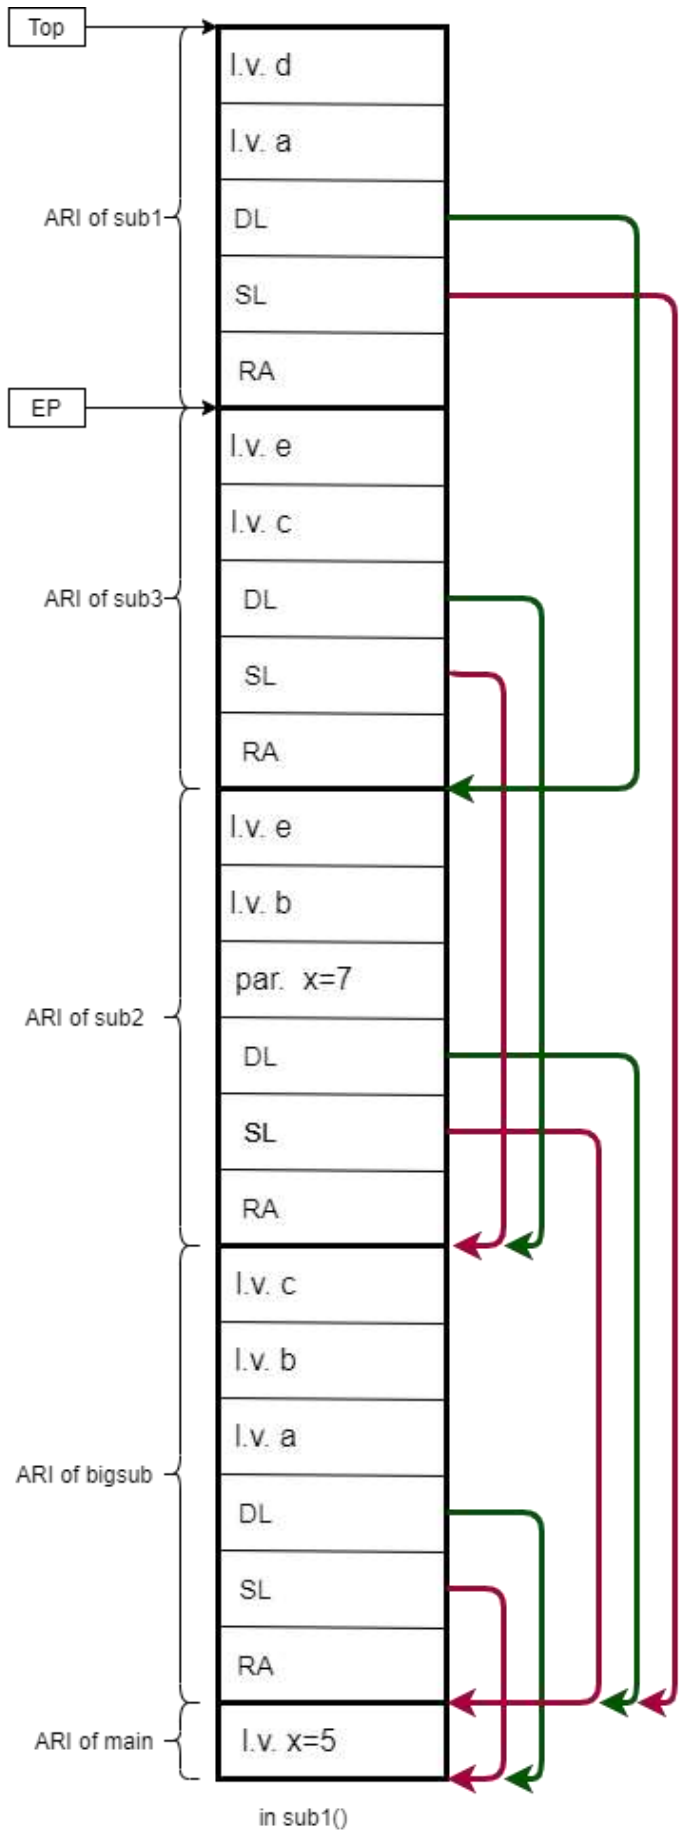 Top
l.v. d
l.v. a
ARI of sub1
DL
SL
RA
EP
l.v. e
l.v. c
ARI of sub3
DL
SL
RA
l.v. e
l.v. b
par. x=7
ARI of sub2
DL
SL
RA
l.v. c
l.v. b
l.v. a
ARI of bigsub
DL
SL
RA
ARI of main
l.v. x=5
in sub1()